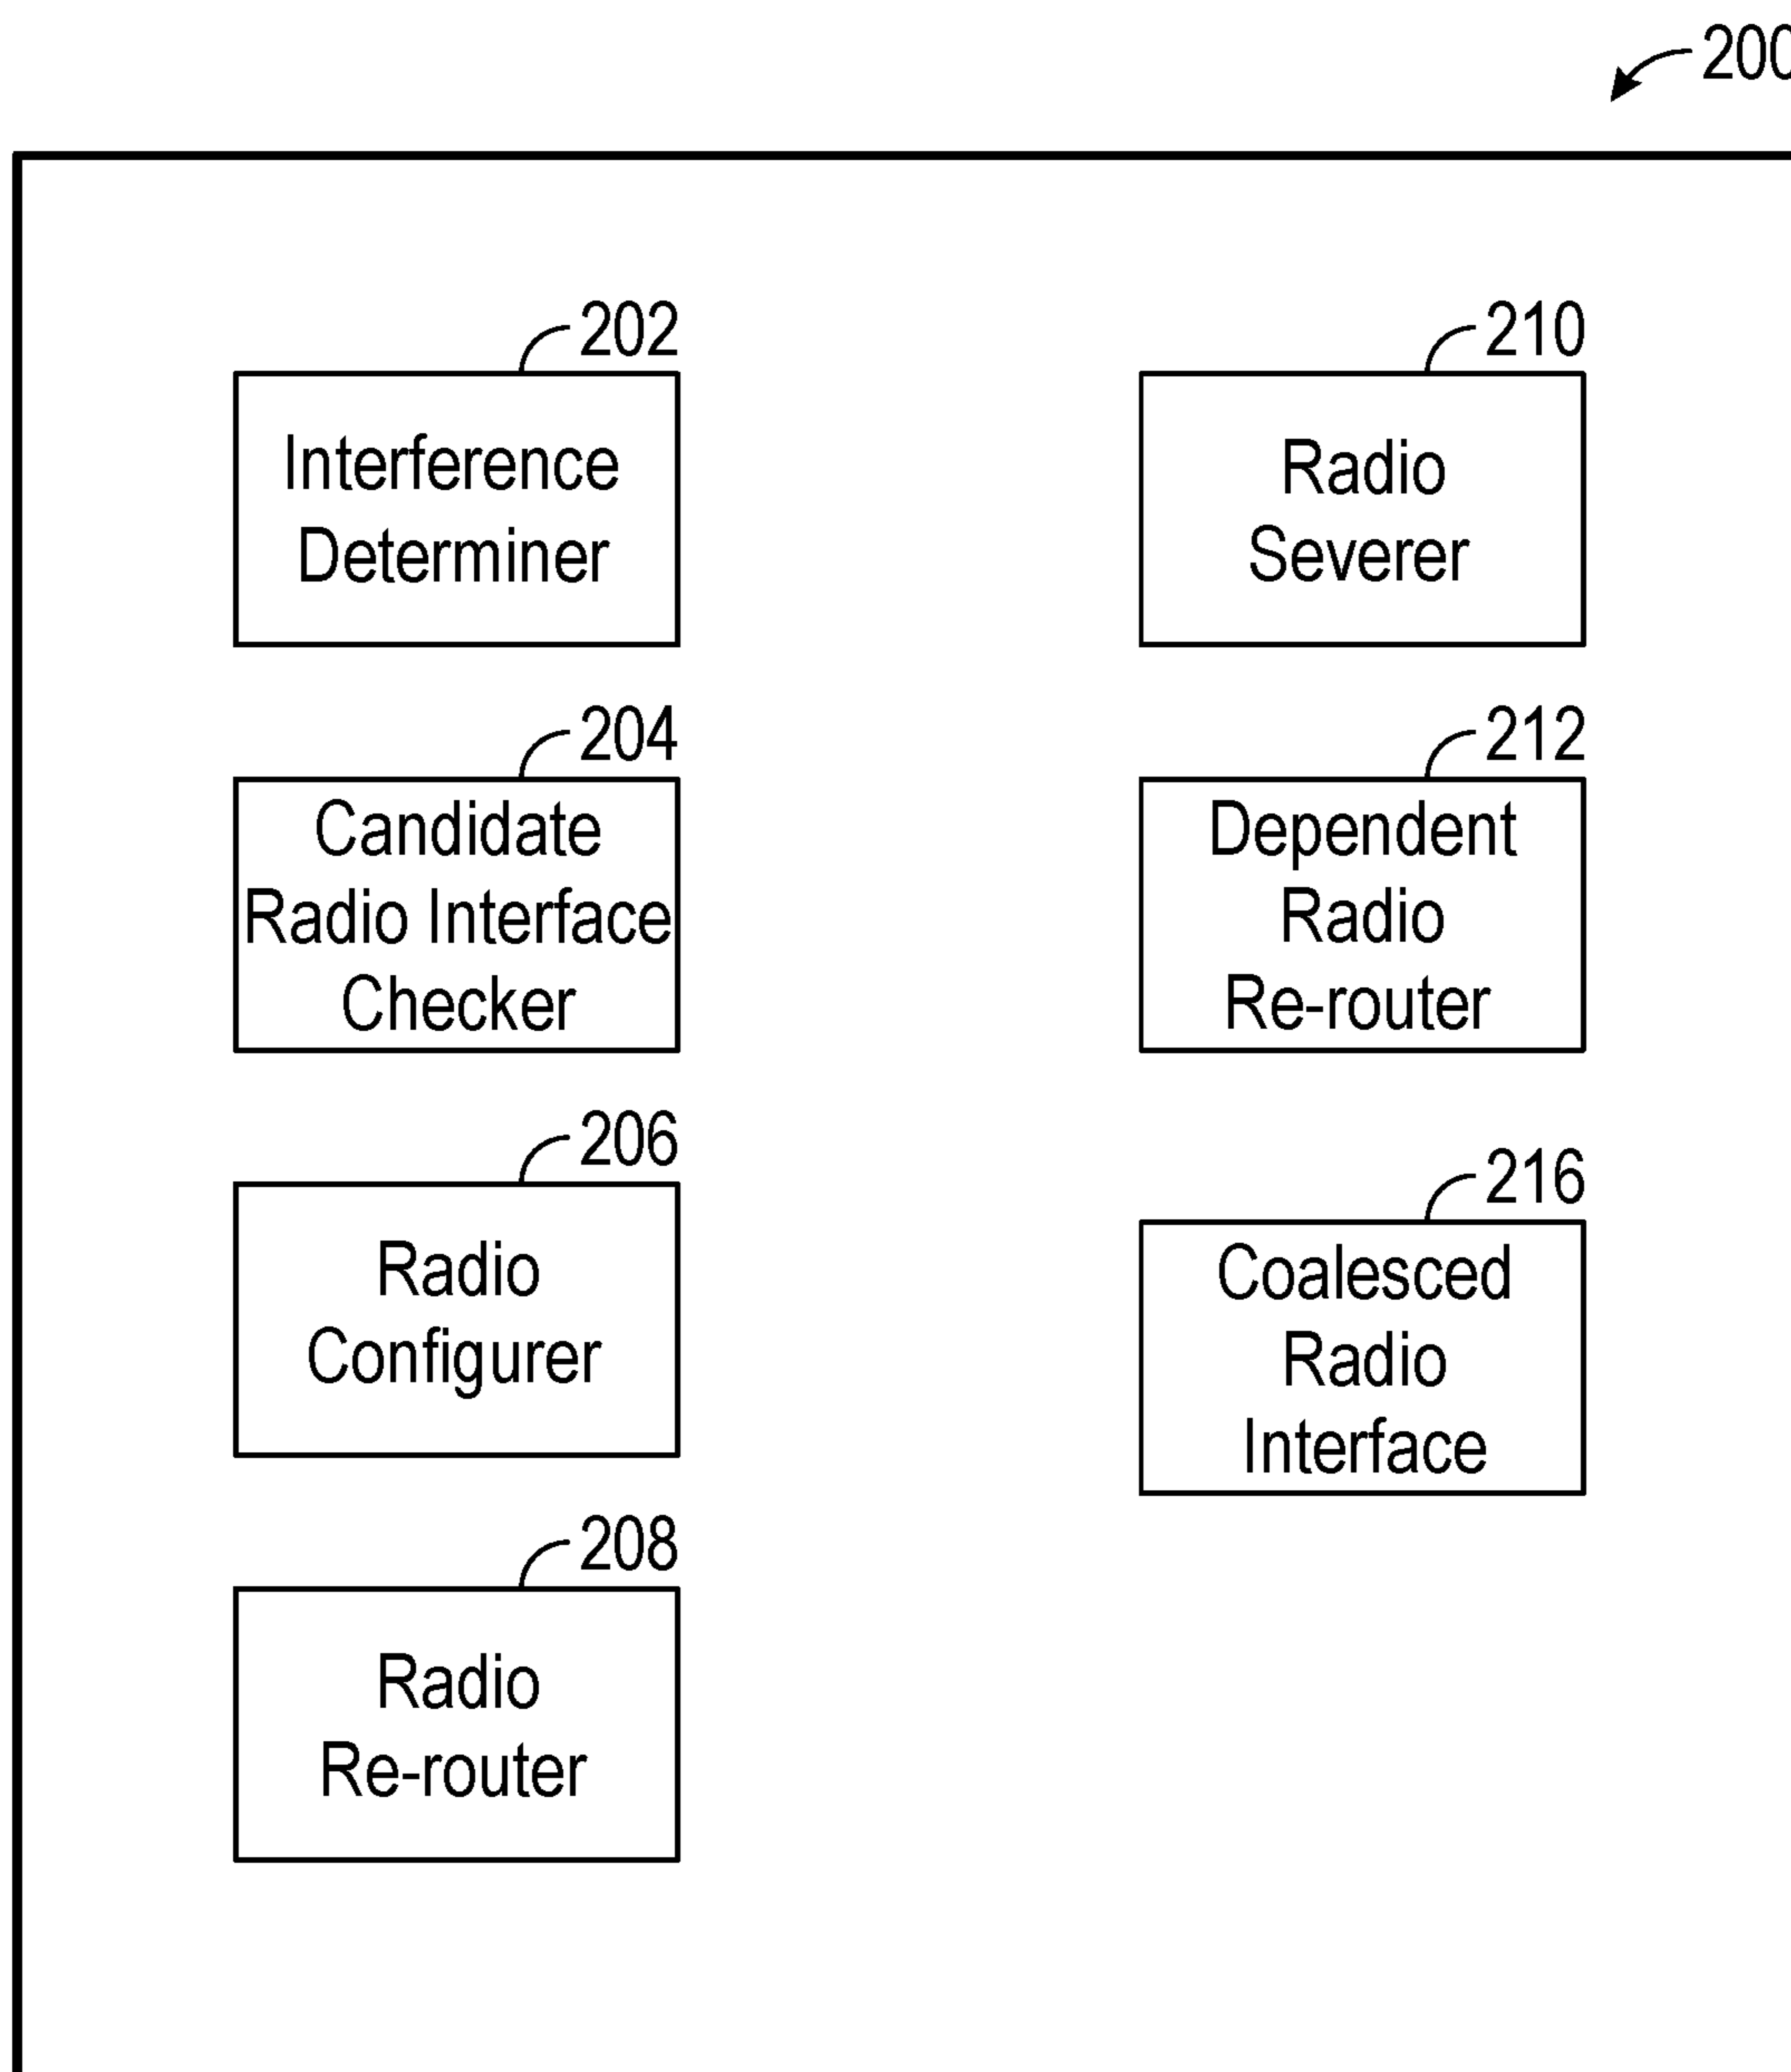 200
202
Interference
Determiner
204
Candidate
Radio Interface
Checker
206
Radio
Configurer
208
Radio
Re-router
210
Radio
Severer
212
Dependent
Radio
Re-router
216
Coalesced
Radio
Interface